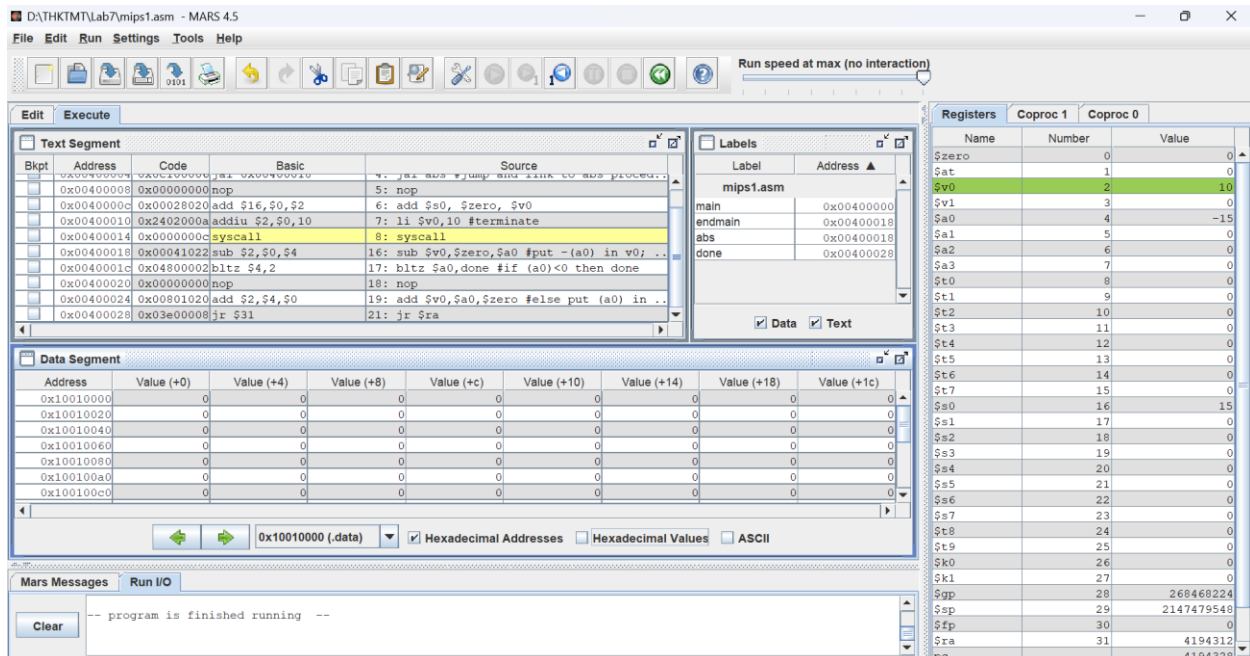 D:\THKTMT\Lab7\mips1.asm - MARS 4.5
File Edit Run Settings Tools Help
Run speed at max (no interaction)
Edit Execute
Text Segment
Bkpt Address Code Basic Source
0x00400004 0x0c100006 jal 0x00400018 4: jal abs #jump and link to abs proced..
0x00400008 0x00000000 nop 5: nop
0x0040000c 0x00028020 add $16,$0,$2 6: add $s0, $zero, $v0
0x00400010 0x2402000a addiu $2,$0,10 7: li $v0,10 #terminate
0x00400014 0x0000000c syscall 8: syscall
0x00400018 0x00041022 sub $2,$0,$4 16: sub $v0,$zero,$a0 #put -(a0) in v0; ..
0x0040001c 0x04800002 bltz $4,2 17: bltz $a0,done #if (a0)<0 then done
0x00400020 0x00000000 nop 18: nop
0x00400024 0x00801020 add $2,$4,$0 19: add $v0,$a0,$zero #else put (a0) in ..
0x00400028 0x03e00008 jr $31 21: jr $ra
Labels
Label Address ▲
mips1.asm
main 0x00400000
endmain 0x00400018
abs 0x00400018
done 0x00400028
Data Text
Data Segment
Address Value (+0) Value (+4) Value (+8) Value (+c) Value (+10) Value (+14) Value (+18) Value (+1c)
0x10010000 0 0 0 0 0 0 0 0
0x10010020 0 0 0 0 0 0 0 0
0x10010040 0 0 0 0 0 0 0 0
0x10010060 0 0 0 0 0 0 0 0
0x10010080 0 0 0 0 0 0 0 0
0x100100a0 0 0 0 0 0 0 0 0
0x100100c0 0 0 0 0 0 0 0 0
0x10010000 (.data) Hexadecimal Addresses Hexadecimal Values ASCII
Mars Messages Run I/O
Clear
-- program is finished running --
Registers Coproc 1 Coproc 0
Name Number Value
$zero 0 0
$at 1 0
$v0 2 10
$v1 3 0
$a0 4 -15
$a1 5 0
$a2 6 0
$a3 7 0
$t0 8 0
$t1 9 0
$t2 10 0
$t3 11 0
$t4 12 0
$t5 13 0
$t6 14 0
$t7 15 0
$s0 16 15
$s1 17 0
$s2 18 0
$s3 19 0
$s4 20 0
$s5 21 0
$s6 22 0
$s7 23 0
$t8 24 0
$t9 25 0
$k0 26 0
$k1 27 0
$gp 28 268468224
$sp 29 2147479548
$fp 30 0
$ra 31 4194312
pc 4194328